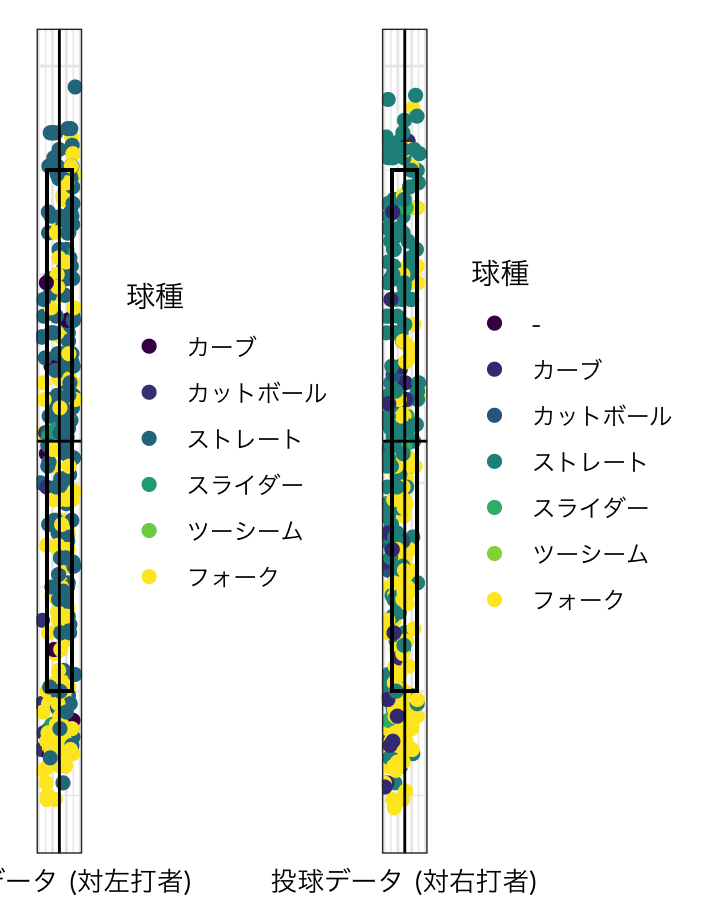 球種
カーブ
カットボール
ストレート
スライダー
ツーシーム
フォーク
データ (対左打者)
球種
-
カーブ
カットボール
ストレート
スライダー
ツーシーム
フォーク
投球データ (対右打者)